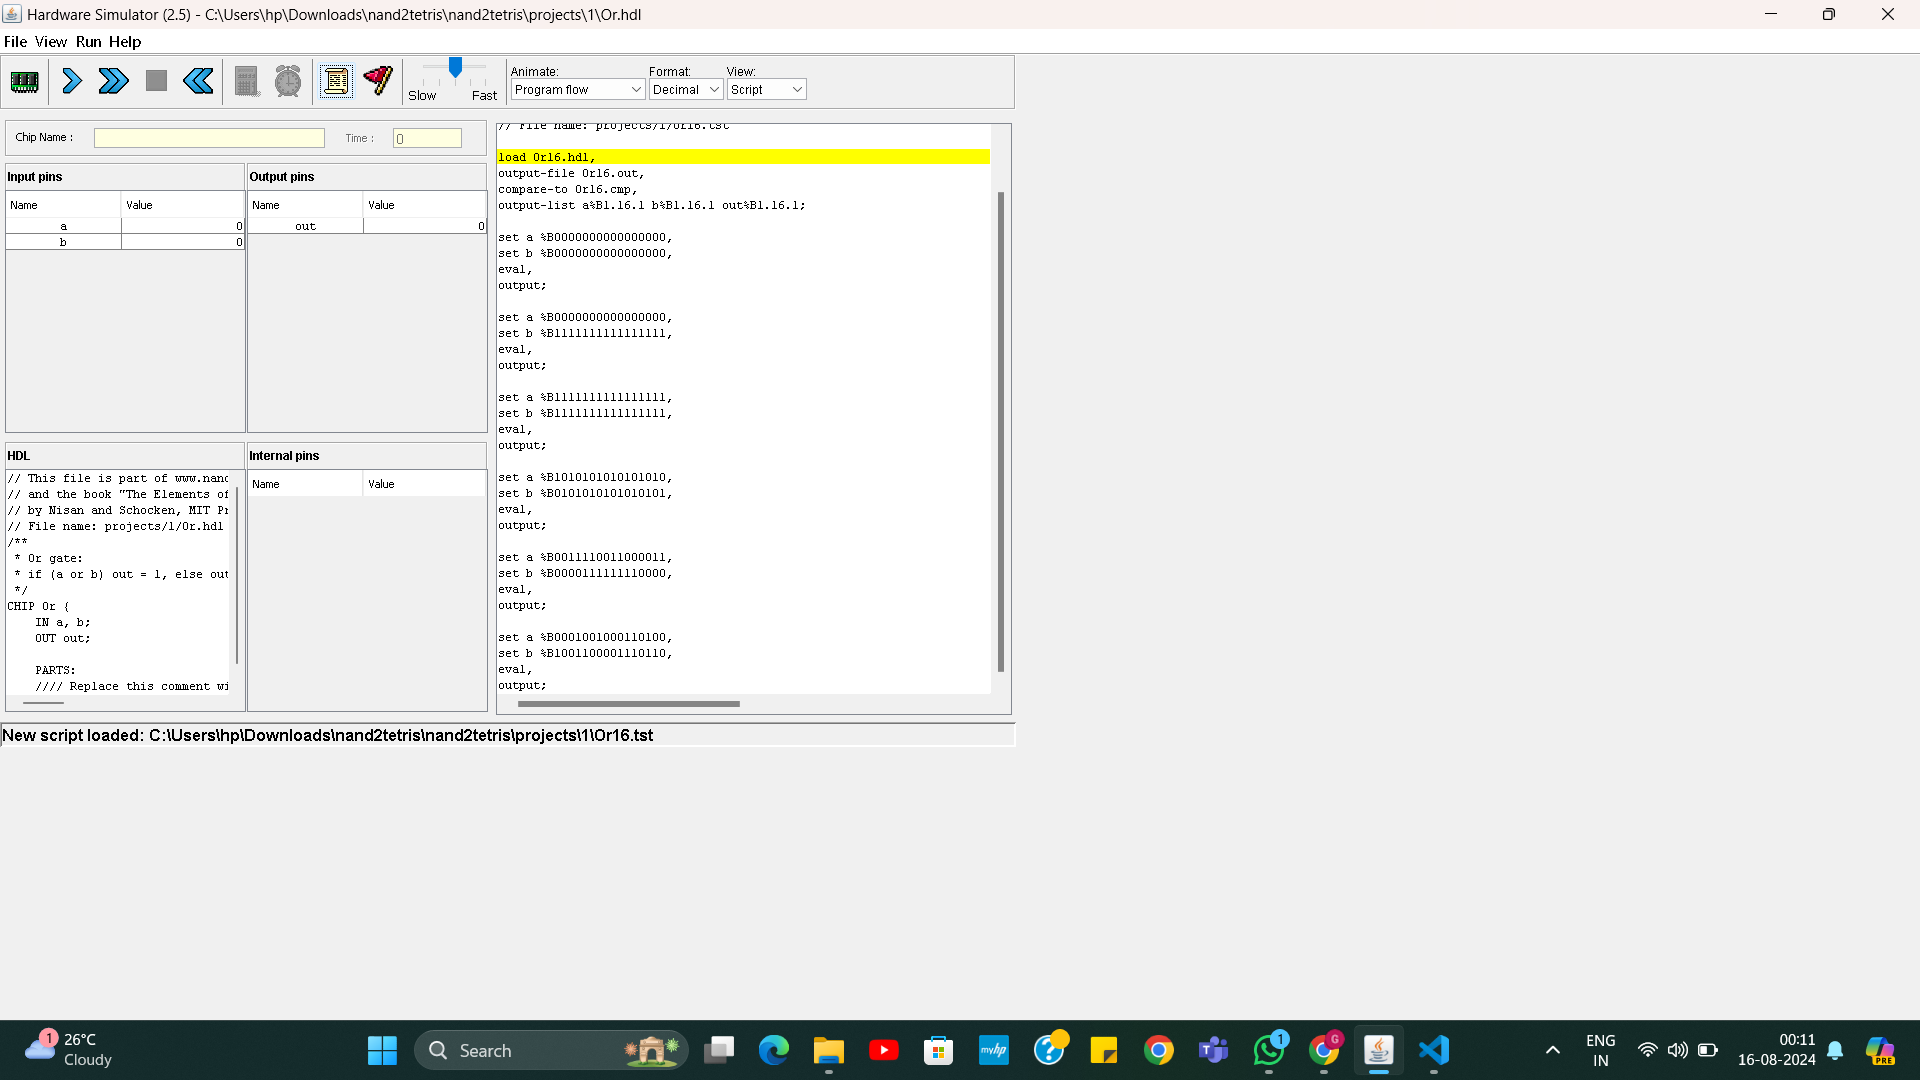 Hardware Simulator (2.5) - C:\Users\hp\Downloads\nand2tetris\nand2tetris\projects\1\Or.hdl
File View Run Help
Slow Fast
Animate: Format: View:
Program flow Decimal Script
Chip Name : Time : 0
Input pins Output pins
Name Value Name Value
a 0 out 0
b 0
HDL Internal pins
Name Value
// This file is part of www.nand
// and the book "The Elements of
// by Nisan and Schocken, MIT Pr
// File name: projects/1/Or.hdl
/**
* Or gate:
* if (a or b) out = 1, else out
*/
CHIP Or {
IN a, b;
OUT out;
PARTS:
//// Replace this comment wi
// File name: projects/1/Or16.tst
load Or16.hdl,
output-file Or16.out,
compare-to Or16.cmp,
output-list a%B1.16.1 b%B1.16.1 out%B1.16.1;
set a %B0000000000000000,
set b %B0000000000000000,
eval,
output;
set a %B0000000000000000,
set b %B1111111111111111,
eval,
output;
set a %B1111111111111111,
set b %B1111111111111111,
eval,
output;
set a %B1010101010101010,
set b %B0101010101010101,
eval,
output;
set a %B0011110011000011,
set b %B0000111111110000,
eval,
output;
set a %B0001001000110100,
set b %B1001100001110110,
eval,
output;
New script loaded: C:\Users\hp\Downloads\nand2tetris\nand2tetris\projects\1\Or16.tst
1
26°C
Cloudy
Search
myhp
1
G
ENG
IN
00:11
16-08-2024
PRE